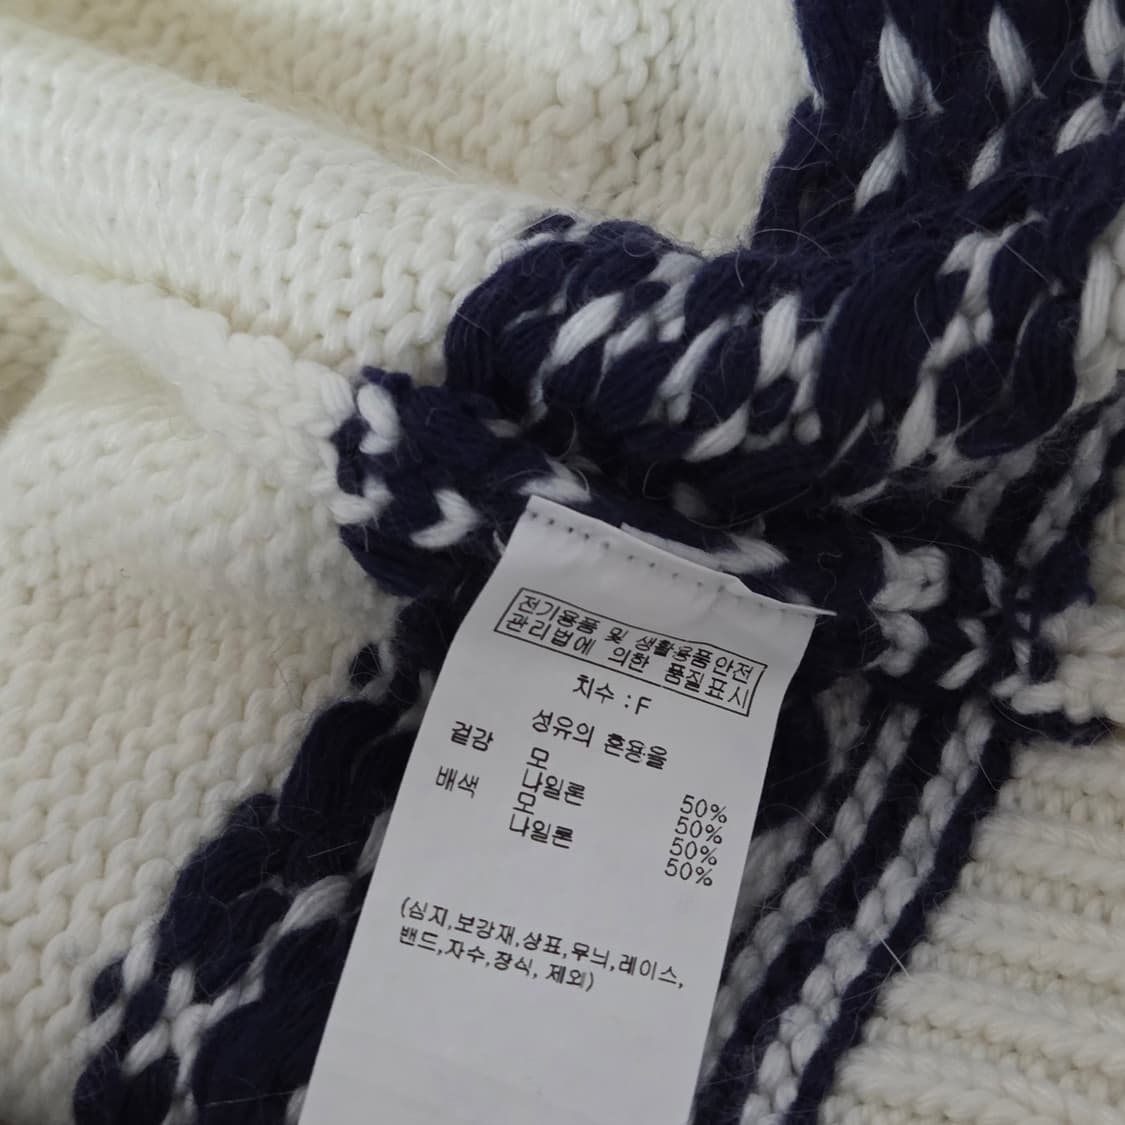 전기용품 및 생활용품안전
관리법에 의한 품질표시
치수 :F
섬유의 혼용율
겉감 모 50%
나일론 50%
배색 모 50%
나일론 50%
(심지,보강재,상표,무늬,레이스,
밴드,자수,장식, 제외)